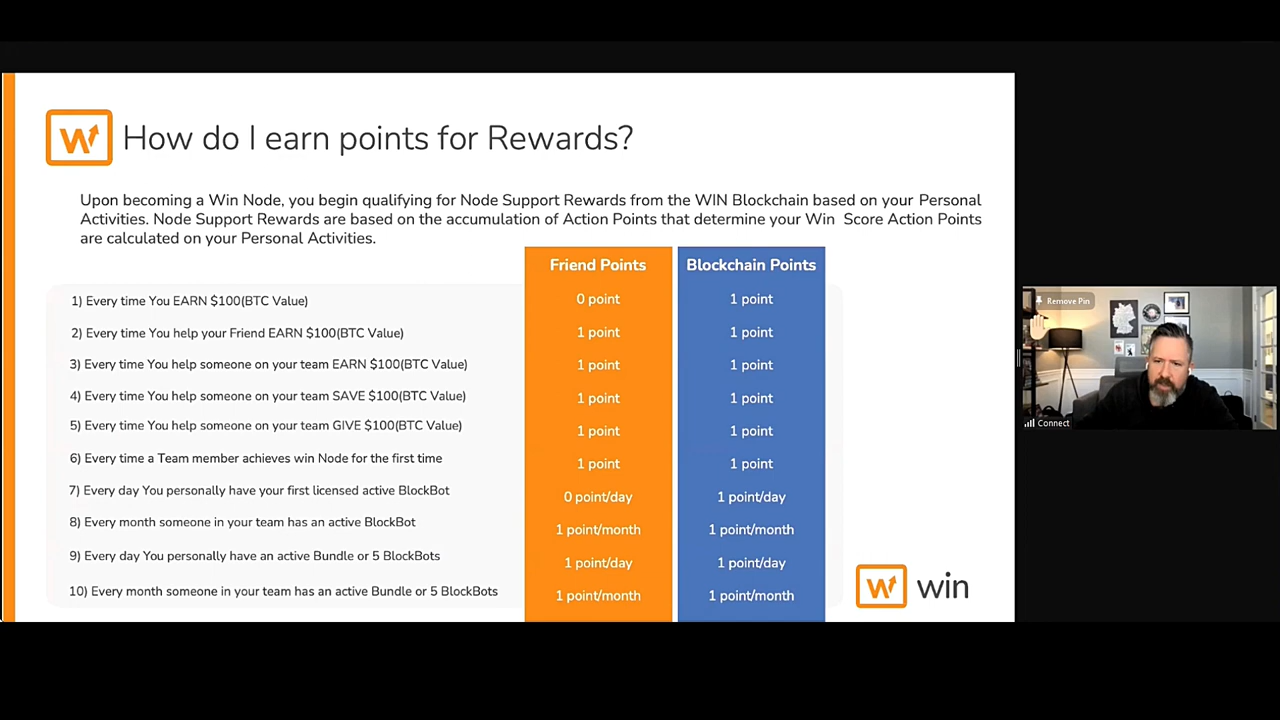 W How do I earn points for Rewards?
Upon becoming a Win Node, you begin qualifying for Node Support Rewards from the WIN Blockchain based on your Personal
Activities. Node Support Rewards are based on the accumulation of Action Points that determine your Win Score Action Points
are calculated on your Personal Activities.
Friend Points Blockchain Points
1) Every time You EARN $100(BTC Value) 0 point 1 point
2) Every time You help your Friend EARN $100(BTC Value) 1 point 1 point
3) Every time You help someone on your team EARN $100(BTC Value) 1 point 1 point
4) Every time You help someone on your team SAVE $100(BTC Value) 1 point 1 point
5) Every time You help someone on your team GIVE $100(BTC Value) 1 point 1 point
6) Every time a Team member achieves win Node for the first time 1 point 1 point
7) Every day You personally have your first licensed active BlockBot 0 point/day 1 point/day
8) Every month someone in your team has an active BlockBot 1 point/month 1 point/month
9) Every day You personally have an active Bundle or 5 BlockBots 1 point/day 1 point/day
10) Every month someone in your team has an active Bundle or 5 BlockBots 1 point/month 1 point/month
W win
Remove Pin
Connect